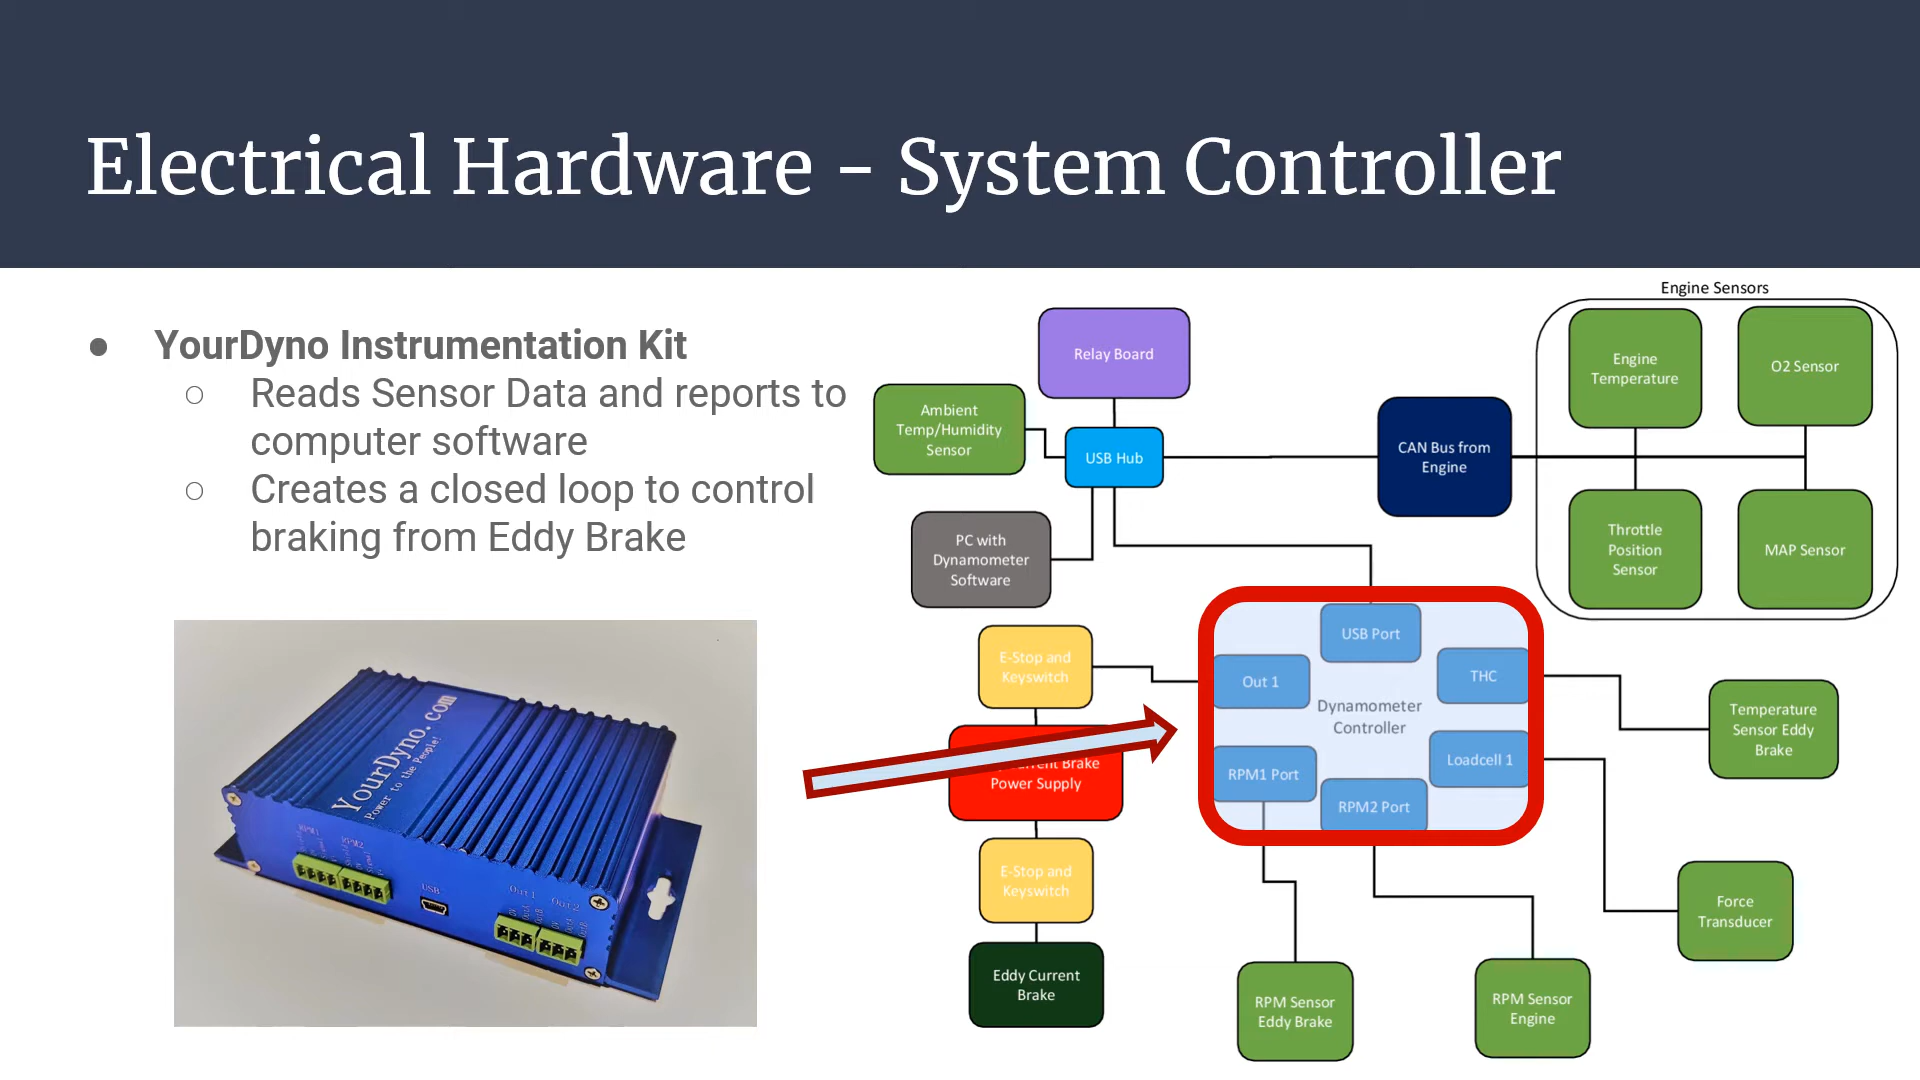 Electrical Hardware - System Controller
● YourDyno Instrumentation Kit
○ Reads Sensor Data and reports to
computer software
○ Creates a closed loop to control
braking from Eddy Brake
YourDyno.com
Power to the People!
RPM1
RPM2
USB
Out1
Out2
Engine Sensors
Relay Board
Engine
Temperature
O2 Sensor
Ambient
Temp/Humidity
Sensor
USB Hub
CAN Bus from
Engine
PC with
Dynamometer
Software
Throttle
Position
Sensor
MAP Sensor
E-Stop and
Keyswitch
USB Port
Out 1
THC
Dynamometer
Controller
RPM1 Port
Loadcell 1
RPM2 Port
Temperature
Sensor Eddy
Brake
Brake
Power Supply
E-Stop and
Keyswitch
Force
Transducer
Eddy Current
Brake
RPM Sensor
Eddy Brake
RPM Sensor
Engine